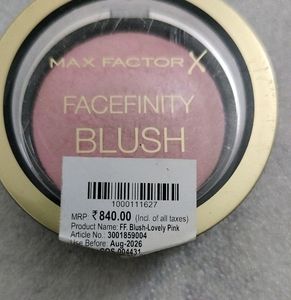 MAX FACTOR X
FACEFINITY
BLUSH
1000111627
MRP ₹ 840.00 (Incl. of all taxes)
Product Name: FF. Blush-Lovely Pink
Article No.: 3001859004
Use Before: Aug-2026